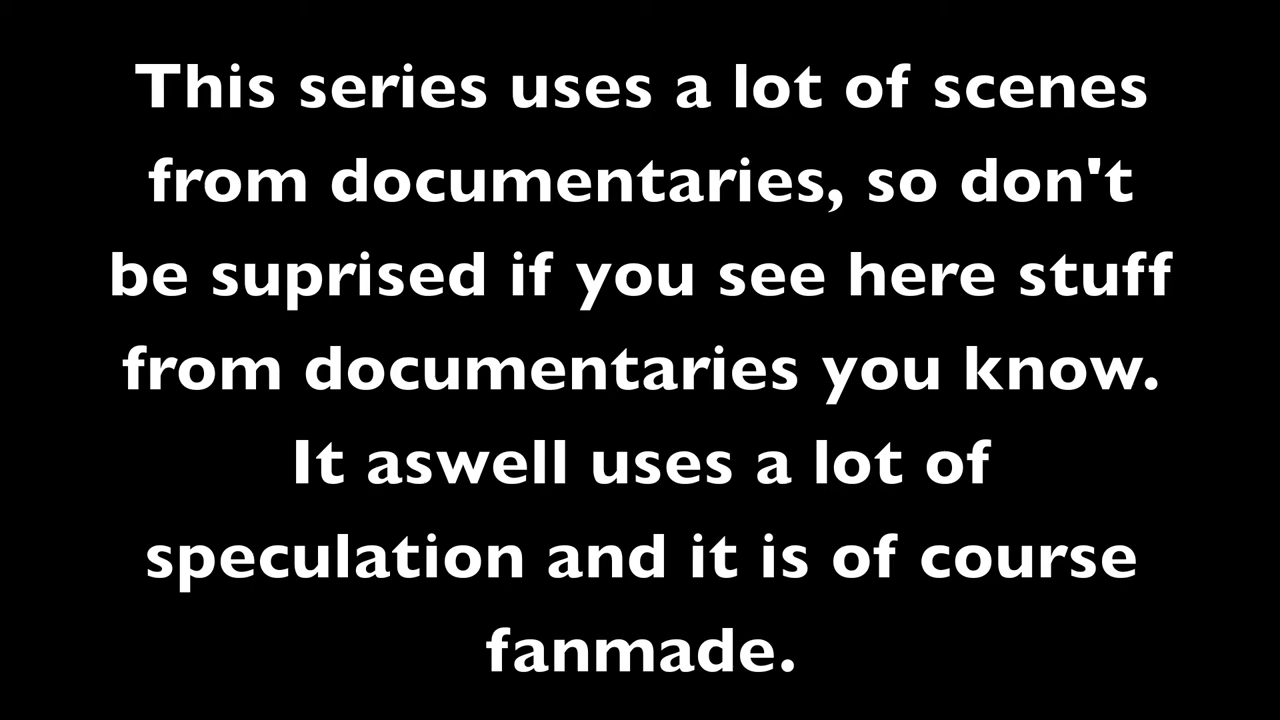 This series uses a lot of scenes
from documentaries, so don't
be suprised if you see here stuff
from documentaries you know.
It aswell uses a lot of
speculation and it is of course
fanmade.